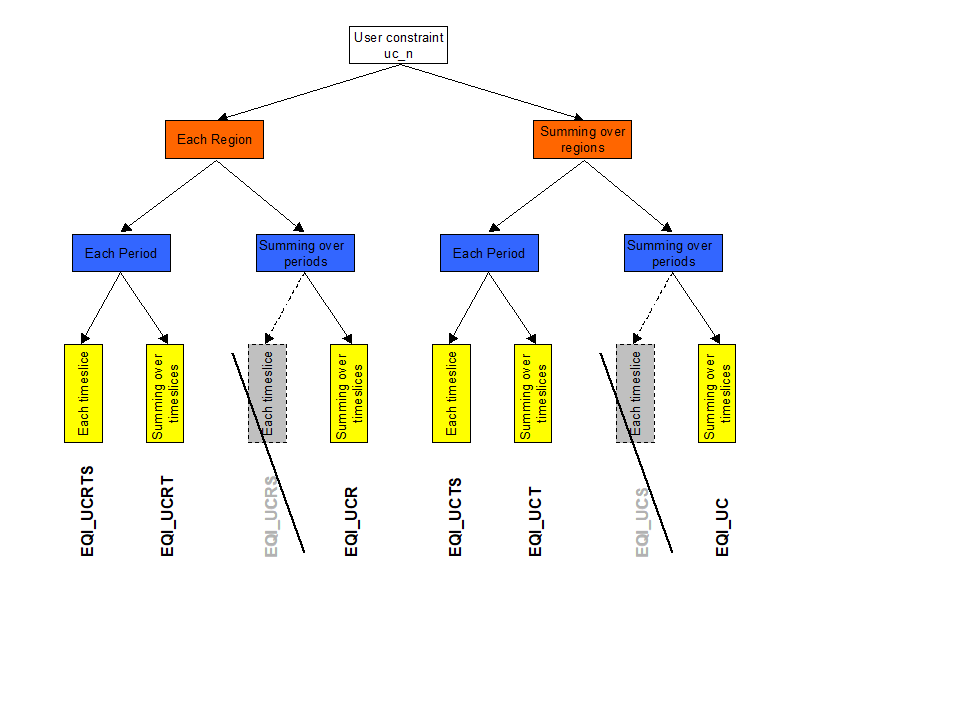 User constraint
uc_n
Each Region
Summing over
regions
Each Period
Summing over
periods
Each Period
Summing over
periods
Each timeslice
Summing over
timeslices
Each timeslice
Summing over
timeslices
Each timeslice
Summing over
timeslices
Each timeslice
Summing over
timeslices
EQI_UCRTS
EQI_UCRT
EQI_UCRS
EQI_UCR
EQI_UCTS
EQI_UCT
EQI_UCS
EQI_UC